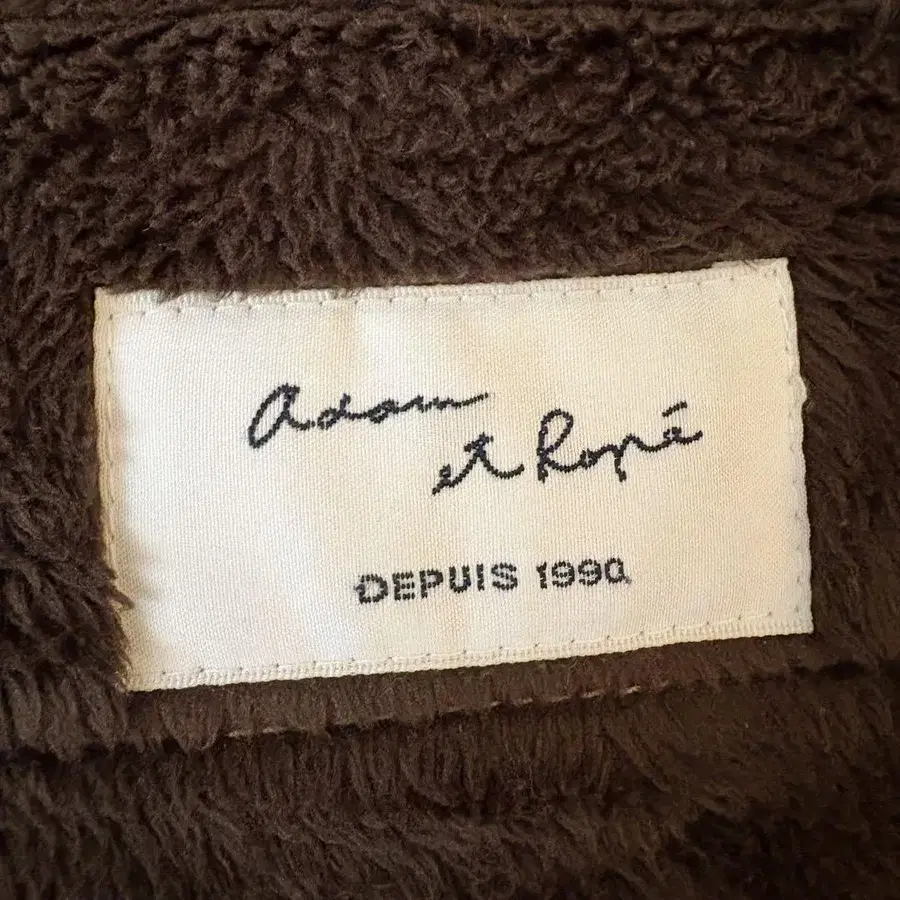 Adam
et Ropé
DEPUIS 1990